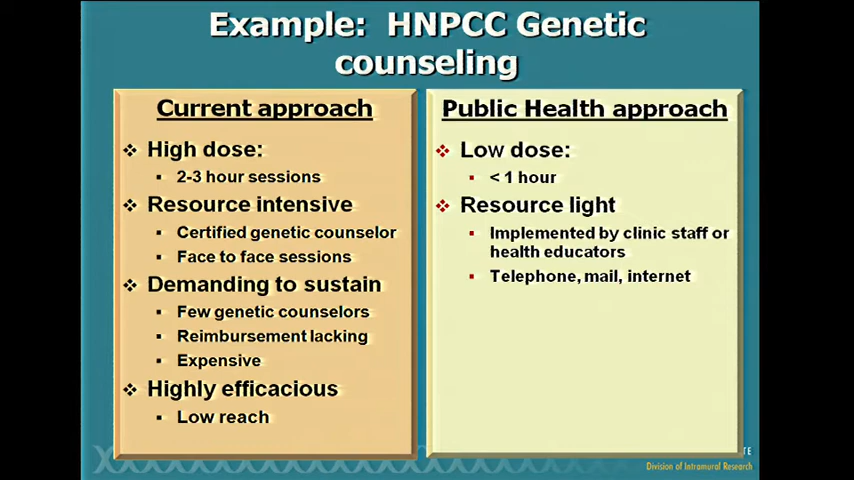 Example: HNPCC Genetic
counseling
Current approach
❖ High dose:
▪ 2-3 hour sessions
❖ Resource intensive
▪ Certified genetic counselor
▪ Face to face sessions
❖ Demanding to sustain
▪ Few genetic counselors
▪ Reimbursement lacking
▪ Expensive
❖ Highly efficacious
▪ Low reach
Public Health approach
❖ Low dose:
▪ < 1 hour
❖ Resource light
▪ Implemented by clinic staff or
health educators
▪ Telephone, mail, internet
TE
Division of Intramural Research